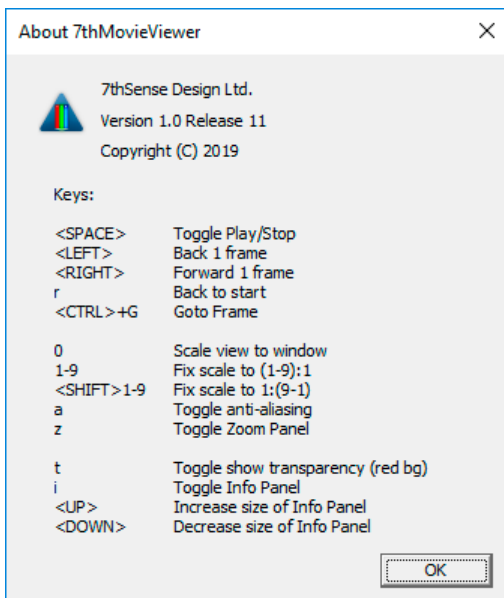 About 7thMovieViewer
7thSense Design Ltd.
Version 1.0 Release 11
Copyright (C) 2019
Keys:
<SPACE> Toggle Play/Stop
<LEFT> Back 1 frame
<RIGHT> Forward 1 frame
r Back to start
<CTRL>+G Goto Frame
0 Scale view to window
1-9 Fix scale to (1-9):1
<SHIFT>1-9 Fix scale to 1:(9-1)
a Toggle anti-aliasing
z Toggle Zoom Panel
t Toggle show transparency (red bg)
i Toggle Info Panel
<UP> Increase size of Info Panel
<DOWN> Decrease size of Info Panel
OK